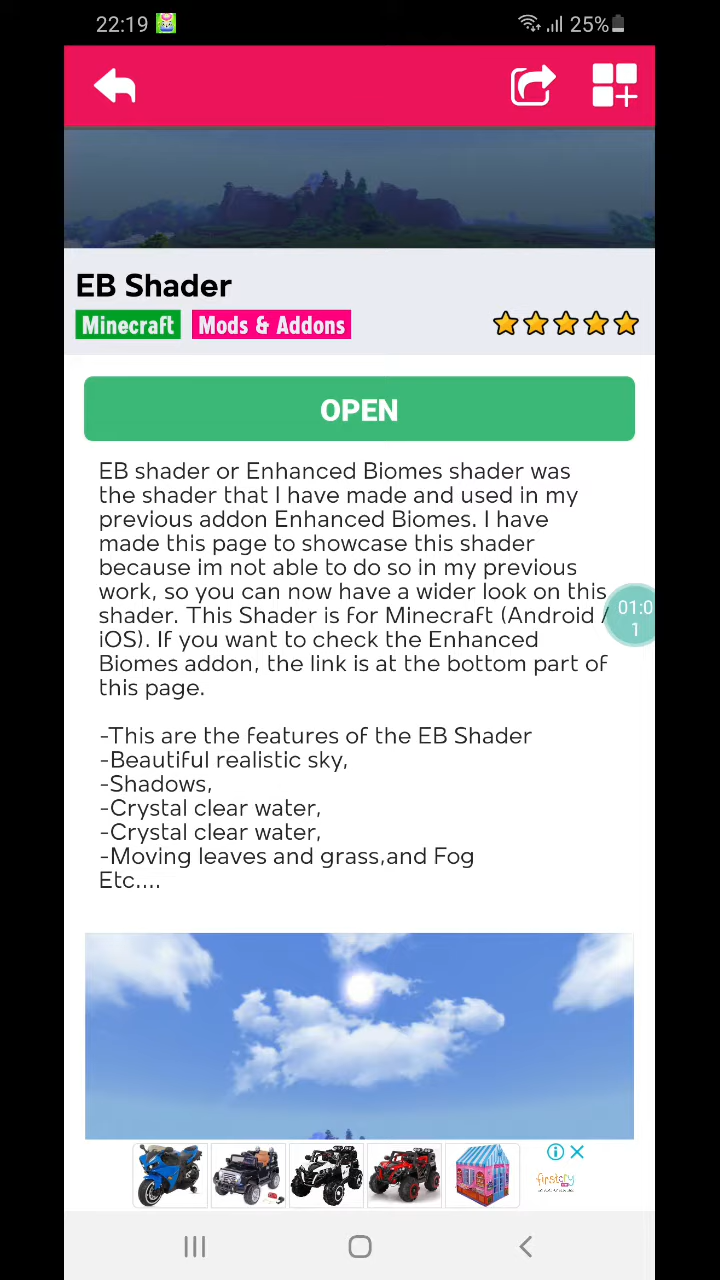 22:19
25%
EB Shader
Minecraft
Mods & Addons
OPEN
EB shader or Enhanced Biomes shader was
the shader that I have made and used in my
previous addon Enhanced Biomes. I have
made this page to showcase this shader
because im not able to do so in my previous
work, so you can now have a wider look on this
shader. This Shader is for Minecraft (Android /
iOS). If you want to check the Enhanced
Biomes addon, the link is at the bottom part of
this page.
01:0
1
-This are the features of the EB Shader
-Beautiful realistic sky,
-Shadows,
-Crystal clear water,
-Crystal clear water,
-Moving leaves and grass,and Fog
Etc....
firstcry